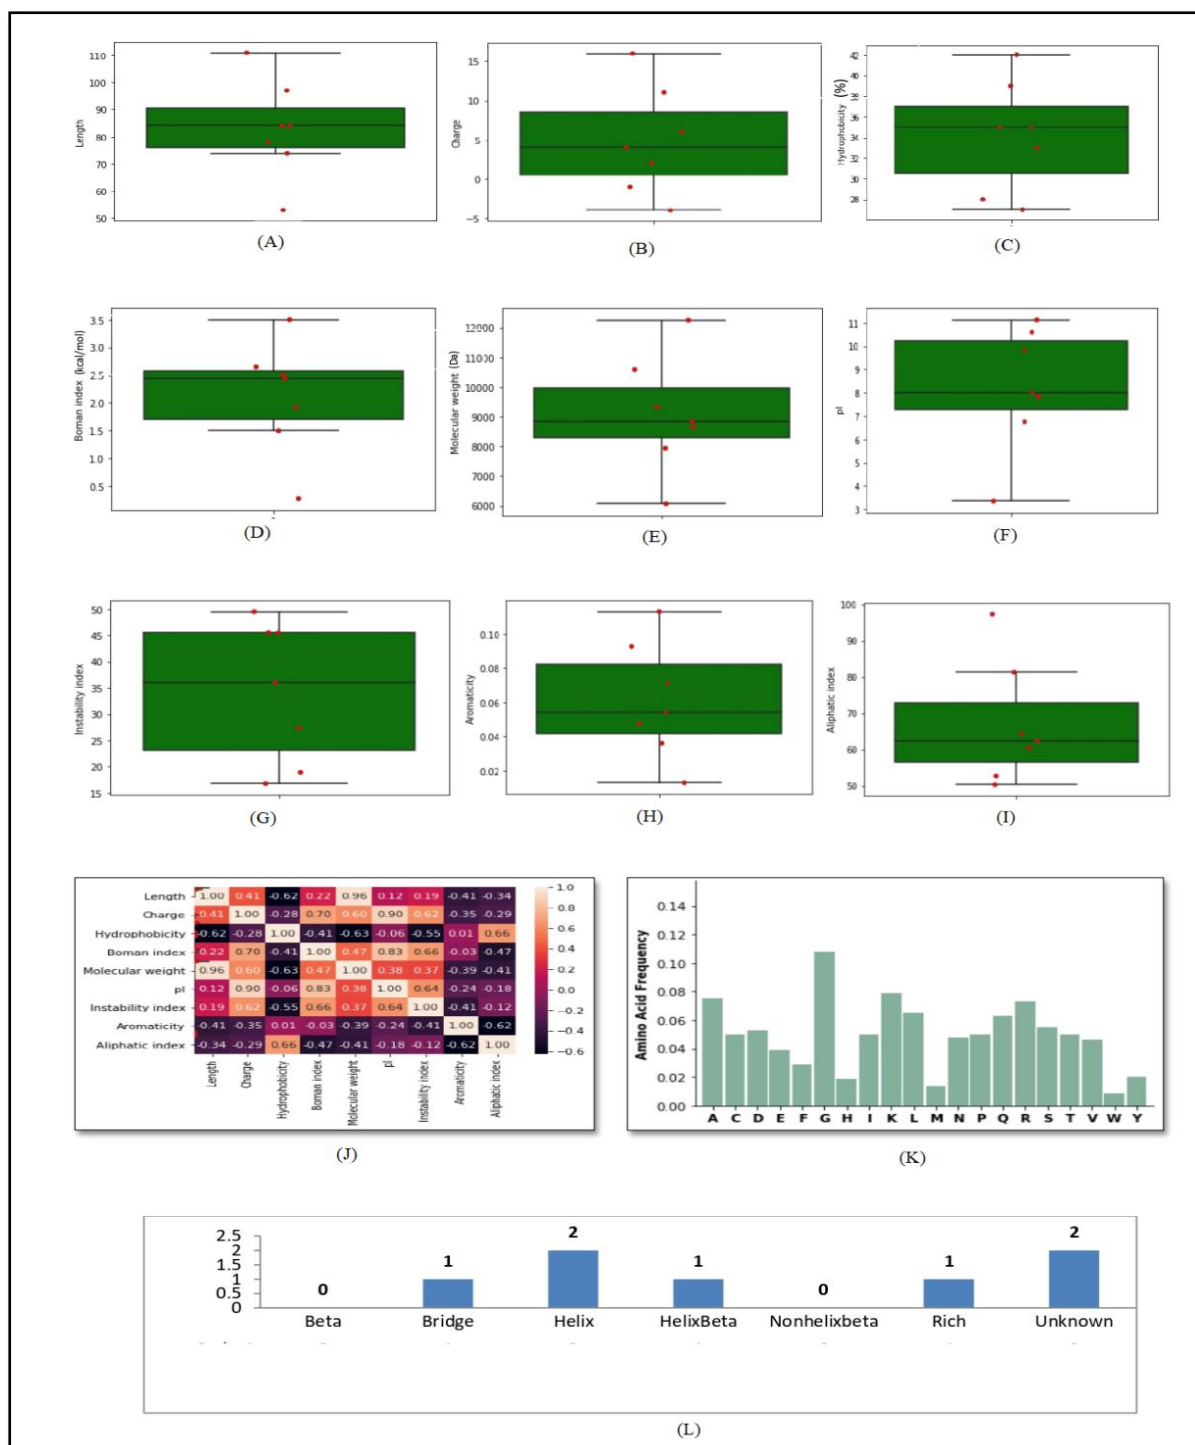 Length
110
100
90
80
70
60
50
(A)
Charge
15
10
5
0
−5
(B)
Hydrophobicity (%)
42
40
38
36
34
32
30
28
(C)
Boman index (kcal/mol)
3.5
3.0
2.5
2.0
1.5
1.0
0.5
(D)
Molecular weight (Da)
12000
11000
10000
9000
8000
7000
6000
(E)
pI
11
10
9
8
7
6
5
4
3
(F)
Instability index
50
45
40
35
30
25
20
15
(G)
Aromaticity
0.10
0.08
0.06
0.04
0.02
(H)
Aliphatic index
100
90
80
70
60
50
(I)
Length 1.00 0.41 -0.62 0.22 0.96 0.12 0.19 -0.41 -0.34
Charge 0.41 1.00 -0.28 0.70 0.60 0.90 0.62 -0.35 -0.29
Hydrophobicity -0.62 -0.28 1.00 -0.41 -0.63 -0.06 -0.55 0.01 0.66
Boman index 0.22 0.70 -0.41 1.00 0.47 0.83 0.66 -0.03 -0.47
Molecular weight 0.96 0.60 -0.63 0.47 1.00 0.38 0.37 -0.39 -0.41
pI 0.12 0.90 -0.06 0.83 0.38 1.00 0.64 -0.24 -0.18
Instability index 0.19 0.62 -0.55 0.66 0.37 0.64 1.00 -0.41 -0.12
Aromaticity -0.41 -0.35 0.01 -0.03 -0.39 -0.24 -0.41 1.00 -0.62
Aliphatic index -0.34 -0.29 0.66 -0.47 -0.41 -0.18 -0.12 -0.62 1.00
Length Charge Hydrophobicity Boman index Molecular weight pI Instability index Aromaticity Aliphatic index
1.0
0.8
0.6
0.4
0.2
0.0
−0.2
−0.4
−0.6
(J)
Amino Acid Frequency
0.14
0.12
0.10
0.08
0.06
0.04
0.02
0.00
A C D E F G H I K L M N P Q R S T V W Y
(K)
2.5
2
1.5
1
0.5
0
0 1 2 1 0 1 2
Beta Bridge Helix HelixBeta Nonhelixbeta Rich Unknown
(L)